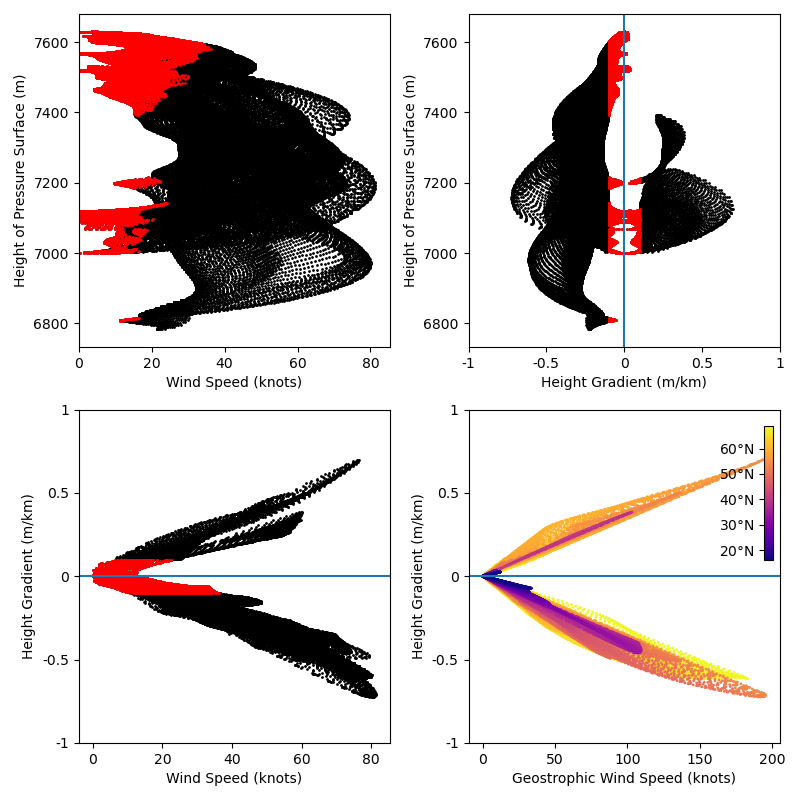 7600
7400
7200
7000
6800
Height of Pressure Surface (m)
0 20 40 60 80
Wind Speed (knots)
7600
7400
7200
7000
6800
Height of Pressure Surface (m)
-1 -0.5 0 0.5 1
Height Gradient (m/km)
1
0.5
0
-0.5
-1
Height Gradient (m/km)
0 20 40 60 80
Wind Speed (knots)
1
0.5
0
-0.5
-1
Height Gradient (m/km)
0 50 100 150 200
Geostrophic Wind Speed (knots)
60°N
50°N
40°N
30°N
20°N